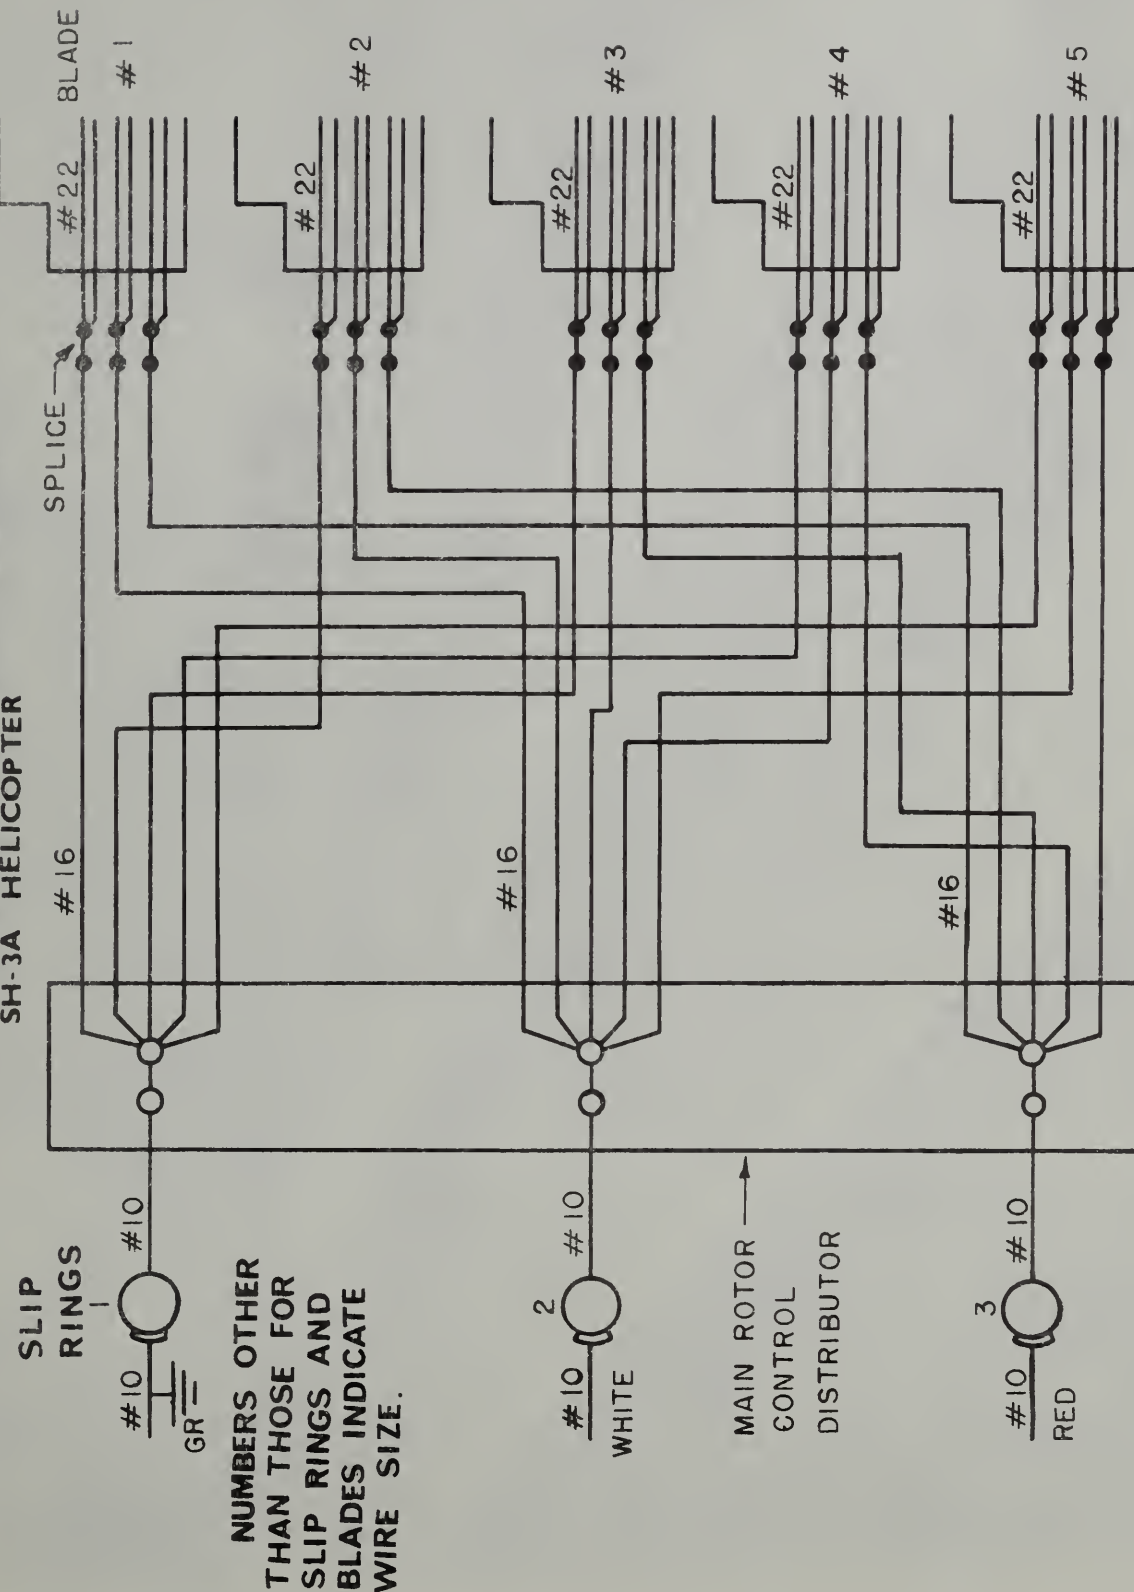 SH-3A HELICOPTER
SLIP
RINGS
1
#10
#10
GR
NUMBERS OTHER
THAN THOSE FOR
SLIP RINGS AND
BLADES INDICATE
WIRE SIZE.
#16
SPLICE
#22
BLADE
#1
#22
#2
2
#10
#10
WHITE
#16
#22
#3
MAIN ROTOR
CONTROL
DISTRIBUTOR
#22
#4
3
#10
#10
RED
#16
#22
#5